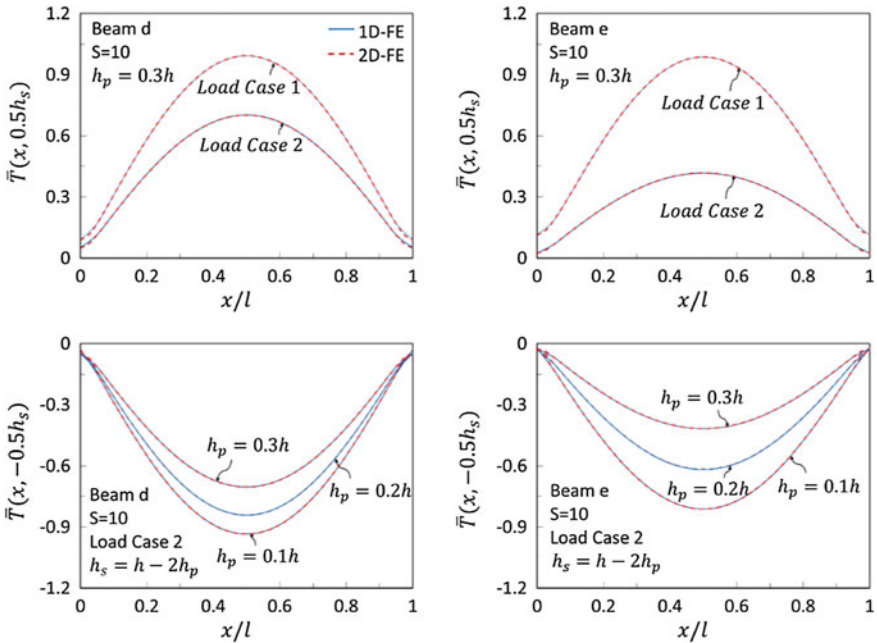 Beam d
S=10
$h_p = 0.3h$
1D-FE
2D-FE
Load Case 1
Load Case 2
1.2
0.9
0.6
0.3
0
$\bar{T}(x, 0.5h_s)$
0 0.2 0.4 0.6 0.8 1
$x/l$
Beam e
S=10
$h_p = 0.3h$
Load Case 1
Load Case 2
1.2
0.9
0.6
0.3
0
$\bar{T}(x, 0.5h_s)$
0 0.2 0.4 0.6 0.8 1
$x/l$
0
-0.3
-0.6
-0.9
-1.2
$\bar{T}(x, -0.5h_s)$
$h_p = 0.3h$
$h_p = 0.2h$
$h_p = 0.1h$
Beam d
S=10
Load Case 2
$h_s = h - 2h_p$
0 0.2 0.4 0.6 0.8 1
$x/l$
0
-0.3
-0.6
-0.9
-1.2
$\bar{T}(x, -0.5h_s)$
$h_p = 0.3h$
$h_p = 0.2h$
$h_p = 0.1h$
Beam e
S=10
Load Case 2
$h_s = h - 2h_p$
0 0.2 0.4 0.6 0.8 1
$x/l$